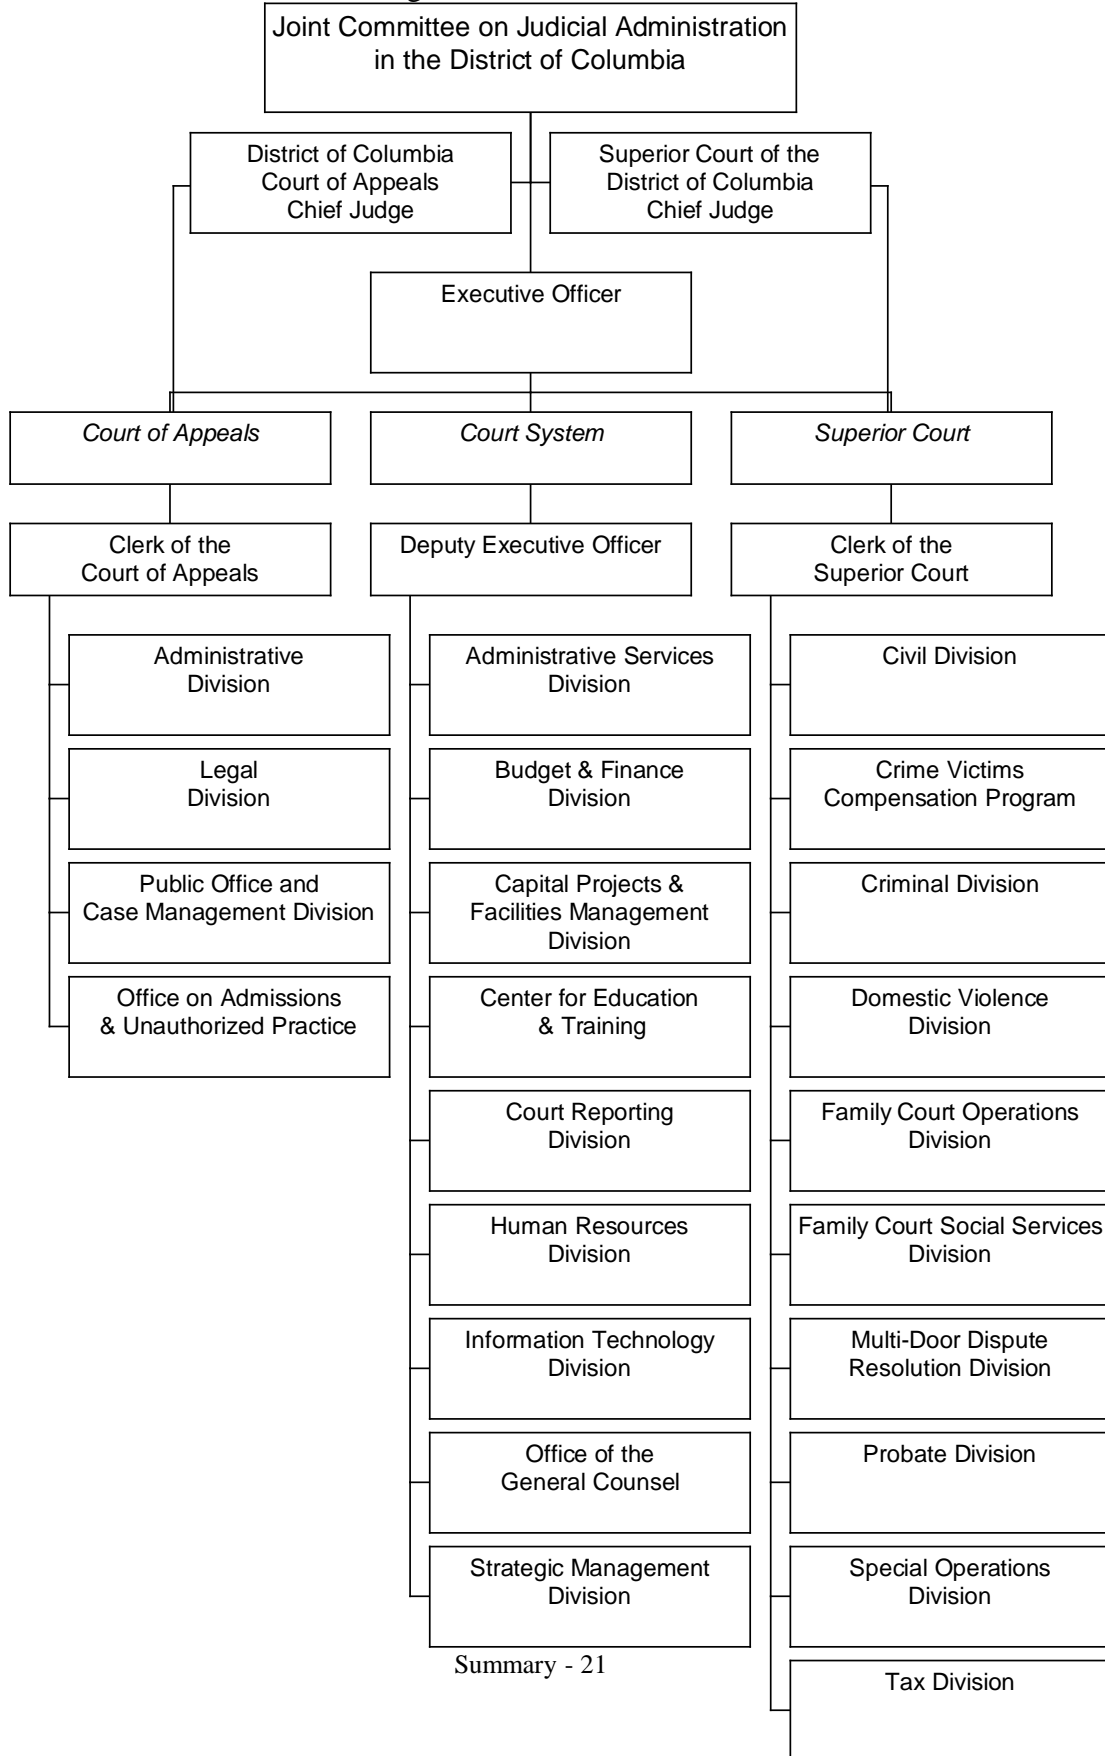 Joint Committee on Judicial Administration
in the District of Columbia
District of Columbia
Court of Appeals
Chief Judge
Superior Court of the
District of Columbia
Chief Judge
Executive Officer
Court of Appeals
Court System
Superior Court
Clerk of the
Court of Appeals
Deputy Executive Officer
Clerk of the
Superior Court
Administrative
Division
Legal
Division
Public Office and
Case Management Division
Office on Admissions
& Unauthorized Practice
Administrative Services
Division
Budget & Finance
Division
Capital Projects &
Facilities Management
Division
Center for Education
& Training
Court Reporting
Division
Human Resources
Division
Information Technology
Division
Office of the
General Counsel
Strategic Management
Division
Civil Division
Crime Victims
Compensation Program
Criminal Division
Domestic Violence
Division
Family Court Operations
Division
Family Court Social Services
Division
Multi-Door Dispute
Resolution Division
Probate Division
Special Operations
Division
Tax Division
Summary - 21